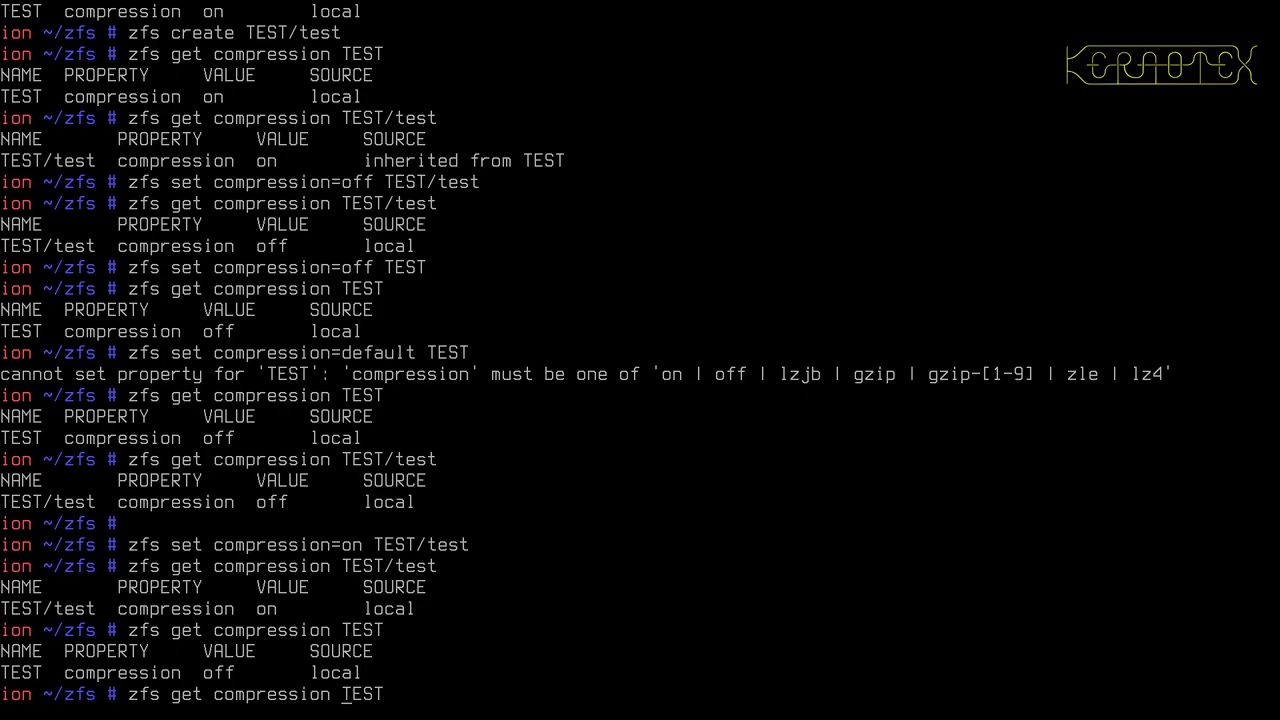 TEST  compression  on        local
ion ~/zfs # zfs create TEST/test
ion ~/zfs # zfs get compression TEST
NAME  PROPERTY     VALUE     SOURCE
TEST  compression  on        local
ion ~/zfs # zfs get compression TEST/test
NAME       PROPERTY     VALUE     SOURCE
TEST/test  compression  on        inherited from TEST
ion ~/zfs # zfs set compression=off TEST/test
ion ~/zfs # zfs get compression TEST/test
NAME       PROPERTY     VALUE     SOURCE
TEST/test  compression  off       local
ion ~/zfs # zfs set compression=off TEST
ion ~/zfs # zfs get compression TEST
NAME  PROPERTY     VALUE     SOURCE
TEST  compression  off       local
ion ~/zfs # zfs set compression=default TEST
cannot set property for 'TEST': 'compression' must be one of 'on | off | lzjb | gzip | gzip-[1-9] | zle | lz4'
ion ~/zfs # zfs get compression TEST
NAME  PROPERTY     VALUE     SOURCE
TEST  compression  off       local
ion ~/zfs # zfs get compression TEST/test
NAME       PROPERTY     VALUE     SOURCE
TEST/test  compression  off       local
ion ~/zfs #
ion ~/zfs # zfs set compression=on TEST/test
ion ~/zfs # zfs get compression TEST/test
NAME       PROPERTY     VALUE     SOURCE
TEST/test  compression  on        local
ion ~/zfs # zfs get compression TEST
NAME  PROPERTY     VALUE     SOURCE
TEST  compression  off       local
ion ~/zfs # zfs get compression TEST
KERAOTEX